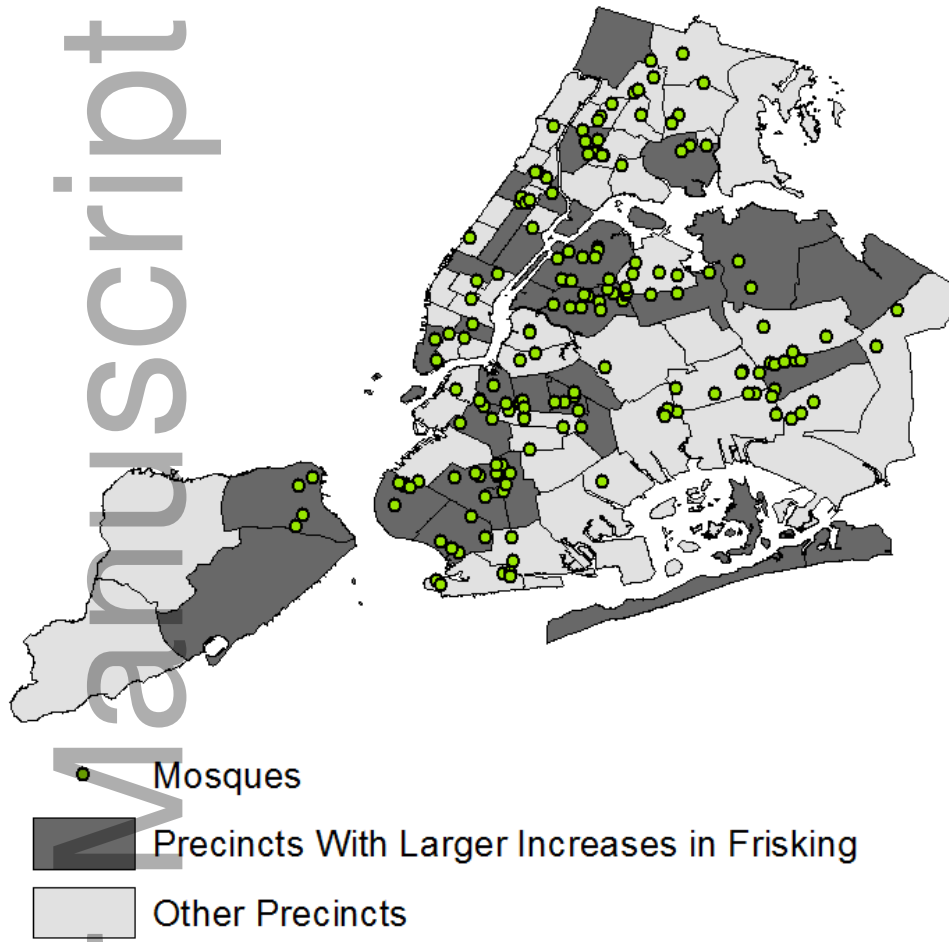 Manuscript
Mosques
Precincts With Larger Increases in Frisking
Other Precincts